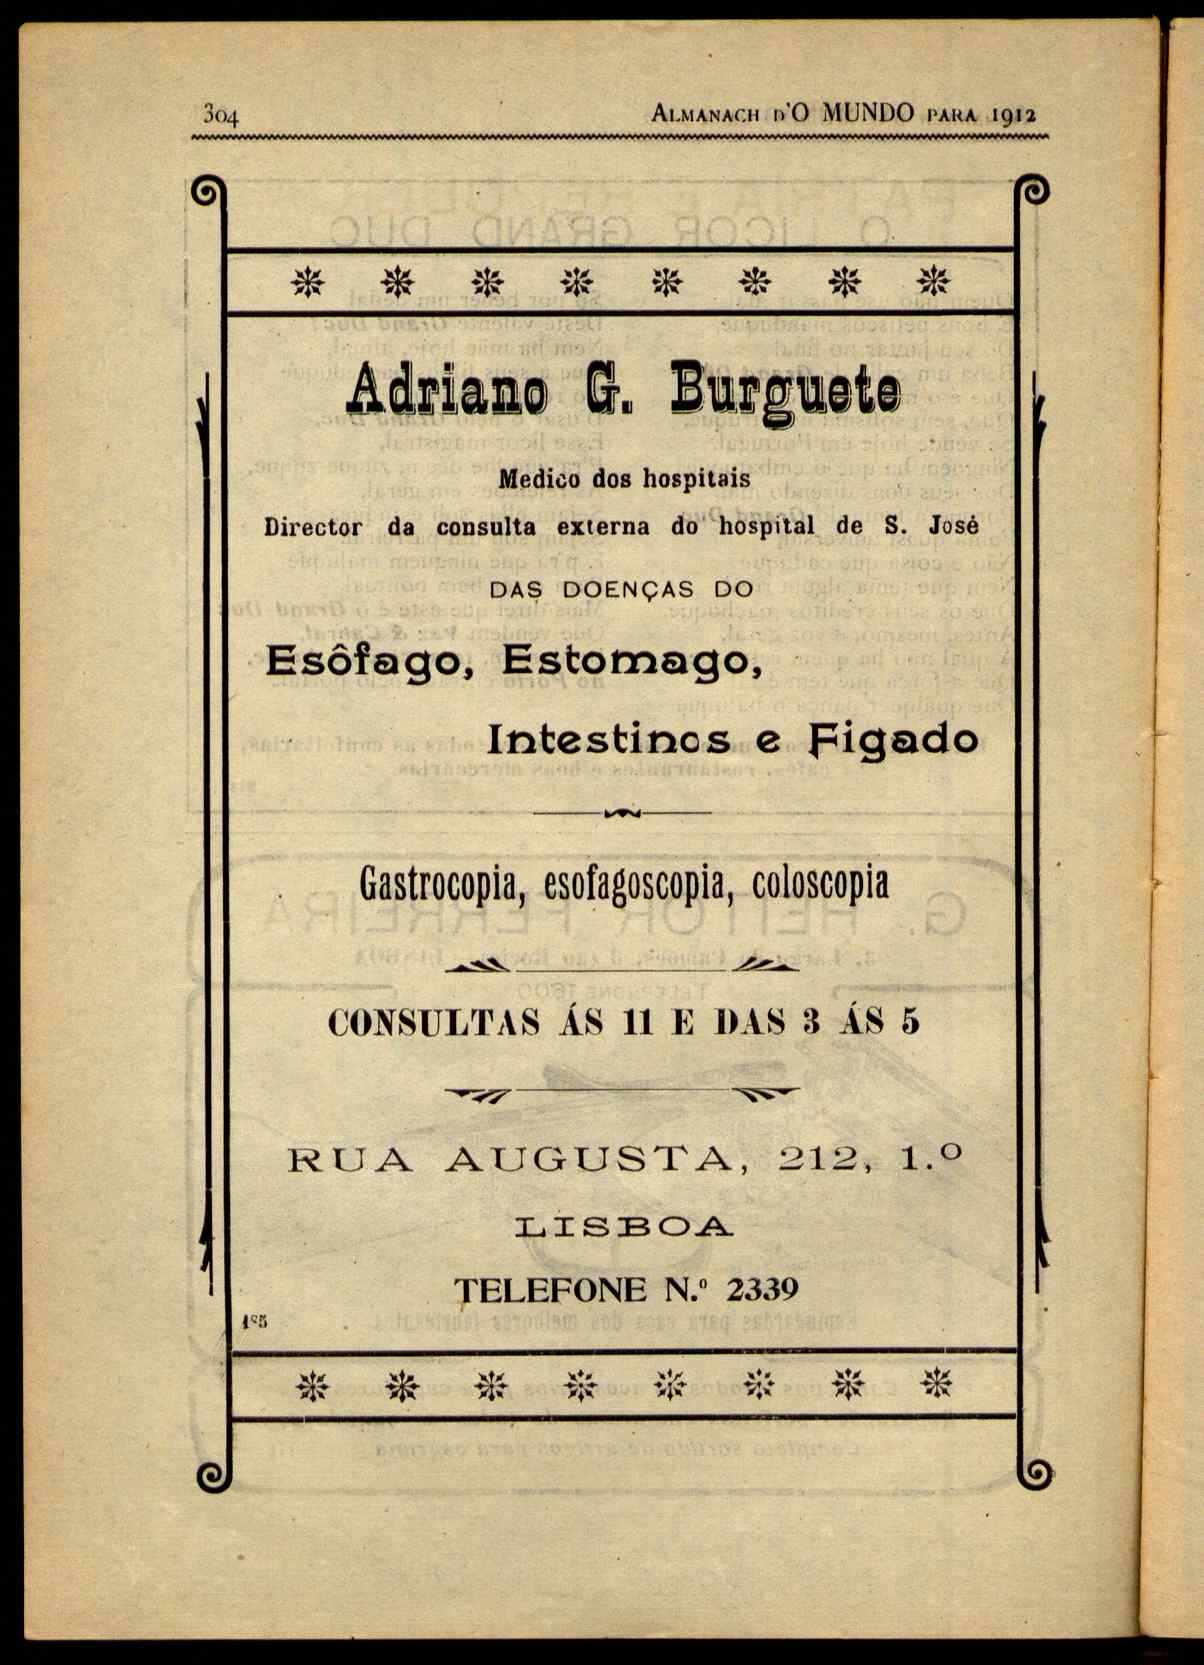 304
ALMANACH D'O MUNDO PARA 1912
Adriano G. Burguete
Medico dos hospitais
Director da consulta externa do hospital de S. José
DAS DOENÇAS DO
Esôfago, Estomago,
Intestinos e Figado
Gastrocopia, esofagoscopia, coloscopia
CONSULTAS ÁS 11 E DAS 3 ÁS 5
RUA AUGUSTA, 212, 1.º
LISBOA
TELEFONE N.º 2339